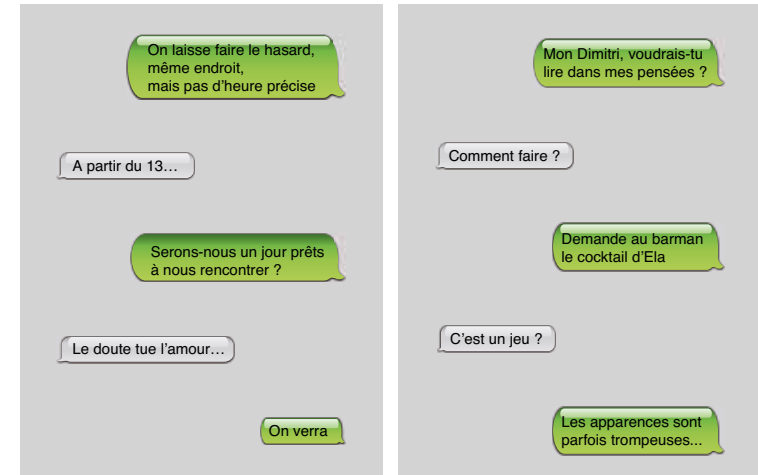 On laisse faire le hasard,
même endroit,
mais pas d'heure précise
A partir du 13…
Serons-nous un jour prêts
à nous rencontrer ?
Le doute tue l'amour…
On verra
Mon Dimitri, voudrais-tu
lire dans mes pensées ?
Comment faire ?
Demande au barman
le cocktail d'Ela
C'est un jeu ?
Les apparences sont
parfois trompeuses...